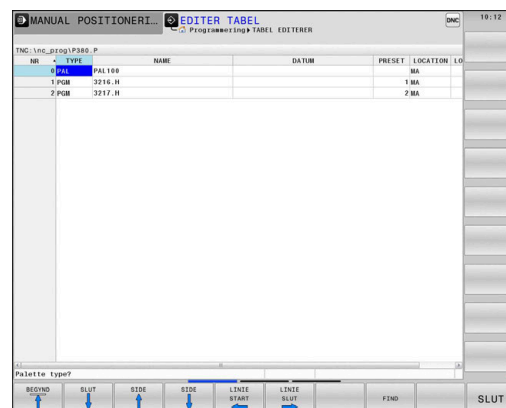 MANUAL POSITIONERI... EDITER TABEL DNC 10:12
Programmering TABEL EDITERER
TNC:\nc_prog\P380.P
NR TYPE NAME DATUM PRESET LOCATION LO
0 PAL PAL100 MA
1 PGM 3216.H 1 MA
2 PGM 3217.H 2 MA
Palette type?
BEGYND SLUT SIDE SIDE LINIE START LINIE SLUT FIND SLUT